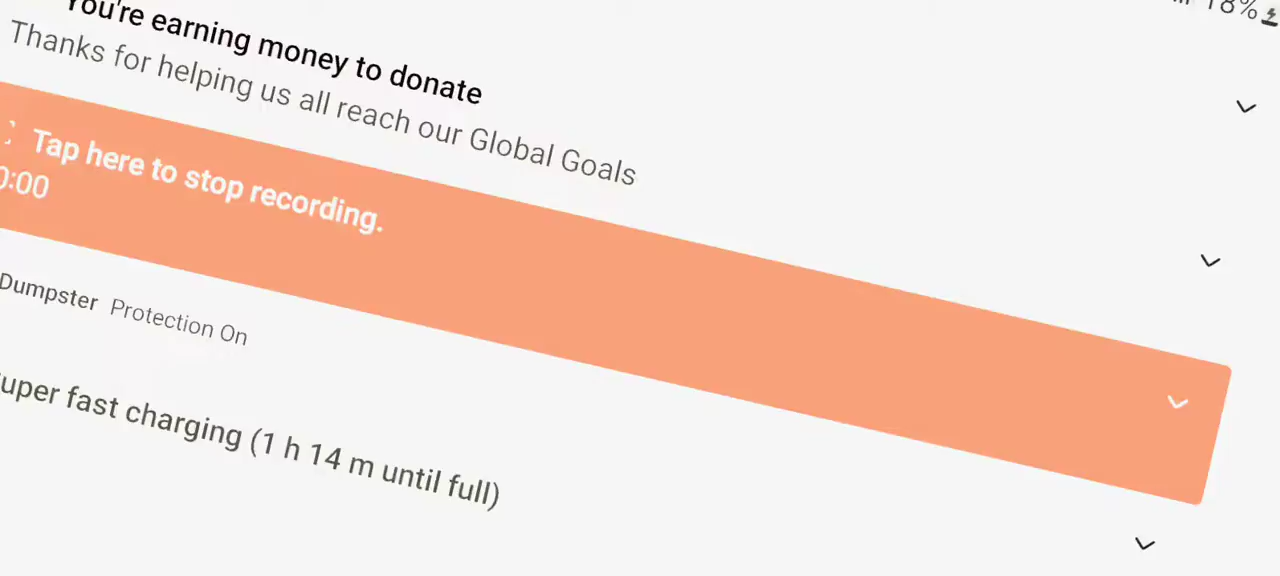 You're earning money to donate
Thanks for helping us all reach our Global Goals
18%
Tap here to stop recording.
0:00
Dumpster Protection On
uper fast charging (1 h 14 m until full)